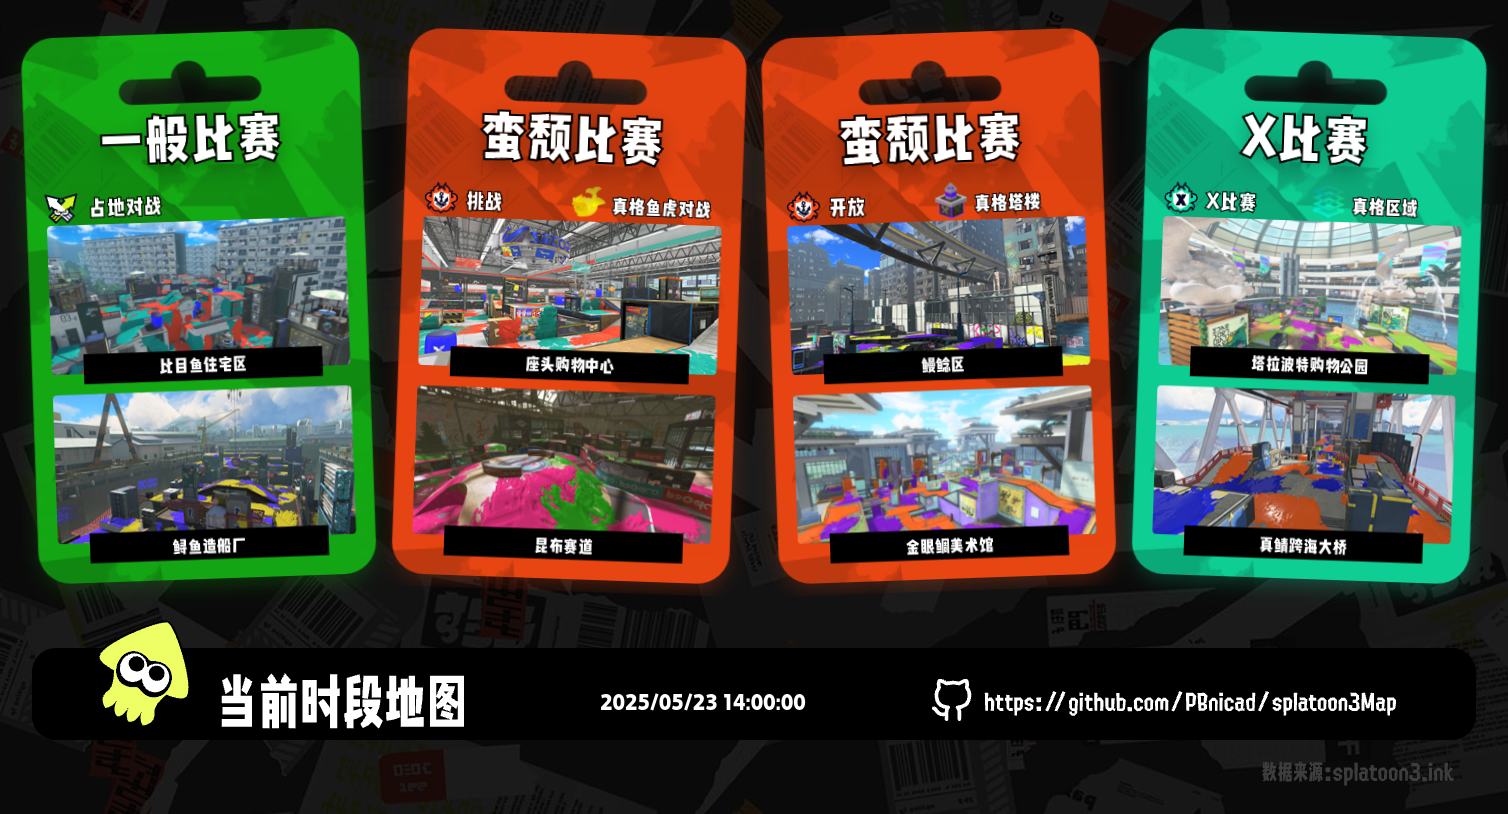 一般比赛
占地对战
比目鱼住宅区
鲟鱼造船厂
蛮颓比赛
挑战
真格鱼虎对战
座头购物中心
昆布赛道
蛮颓比赛
开放
真格塔楼
鳗鲶区
金眼鲷美术馆
X比赛
X比赛
真格区域
塔拉波特购物公园
真鲭跨海大桥
当前时段地图
2025/05/23 14:00:00
https://github.com/PBnicad/splatoon3Map
数据来源:splatoon3.ink